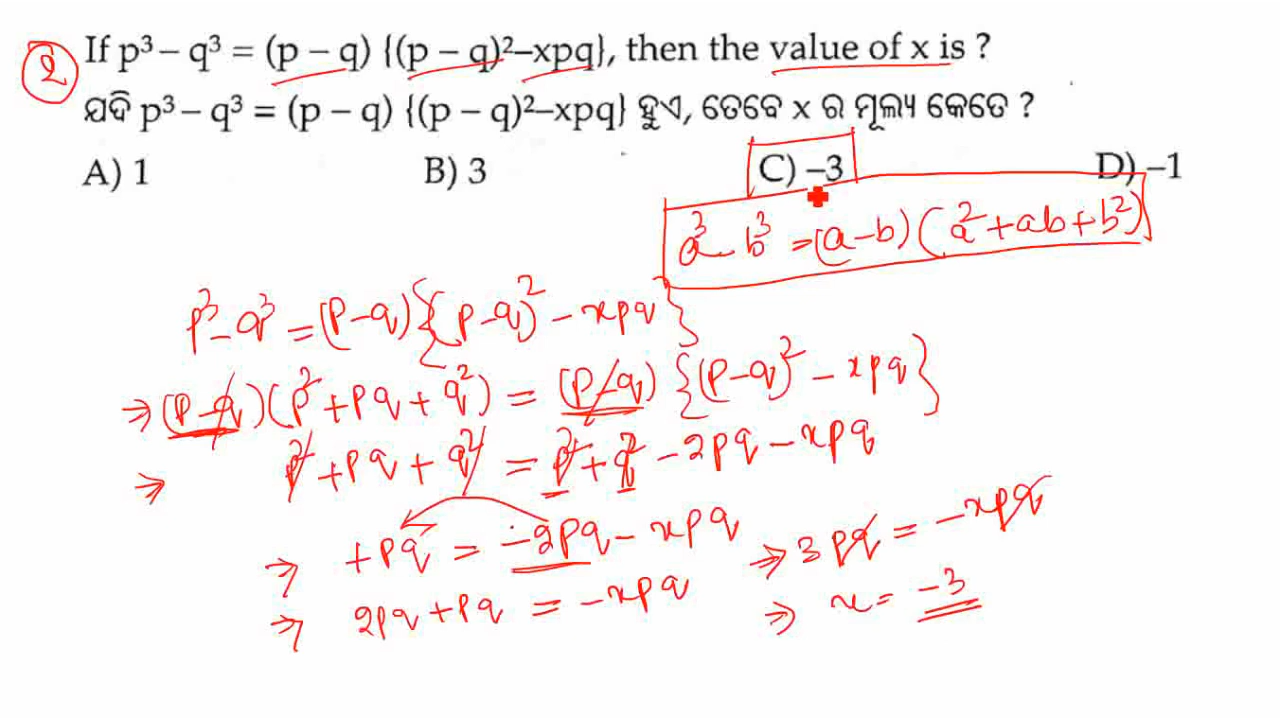 2 If p³ – q³ = (p – q) {(p – q)²–xpq}, then the value of x is ?
ଯଦି p³ – q³ = (p – q) {(p – q)²–xpq} ହୁଏ, ତେବେ x ର ମୂଲ୍ୟ କେତେ ?
A) 1 B) 3 C) –3 D) –1
a³ – b³ = (a – b) (a² + ab + b²)
p³ – q³ = (p – q) {(p – q)² – xpq}
⇒ (p – q)(p² + pq + q²) = (p – q) {(p – q)² – xpq}
⇒ p² + pq + q² = p² + q² – 2pq – xpq
⇒ +pq = –2pq – xpq
⇒ 2pq + pq = –xpq
⇒ 3pq = –xpq
⇒ x = –3